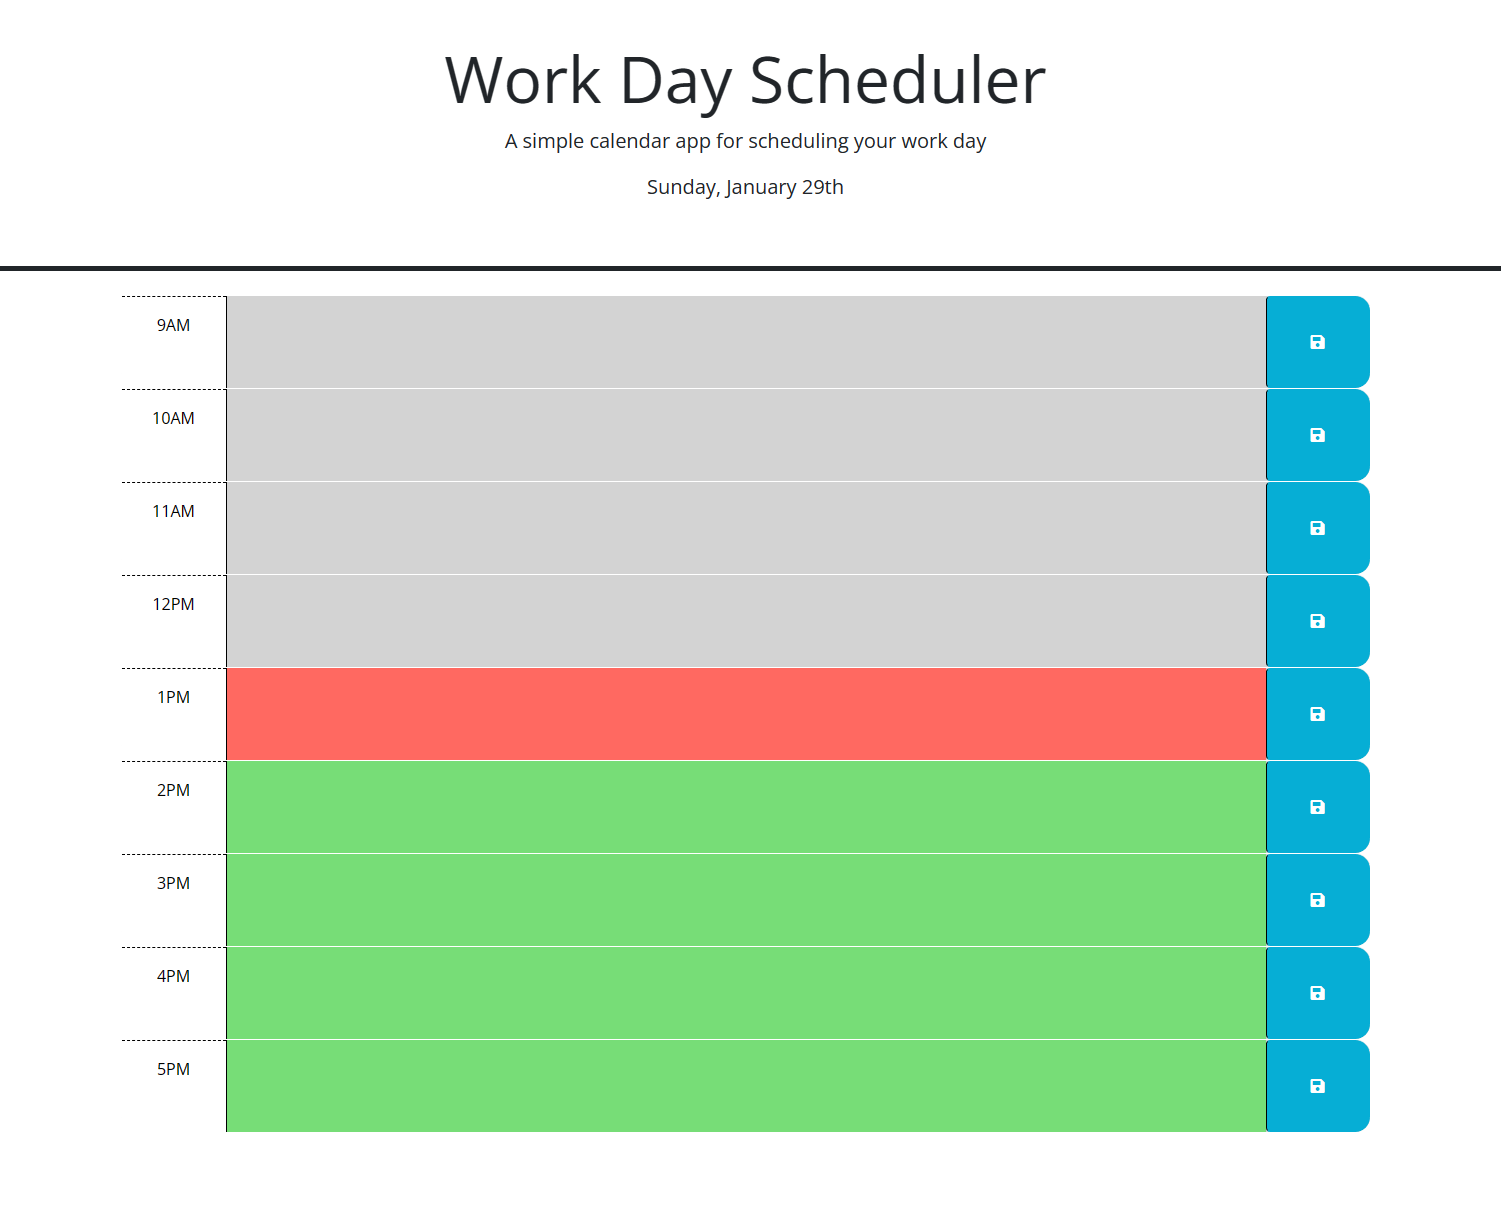 Work Day Scheduler
A simple calendar app for scheduling your work day
Sunday, January 29th
9AM
10AM
11AM
12PM
1PM
2PM
3PM
4PM
5PM